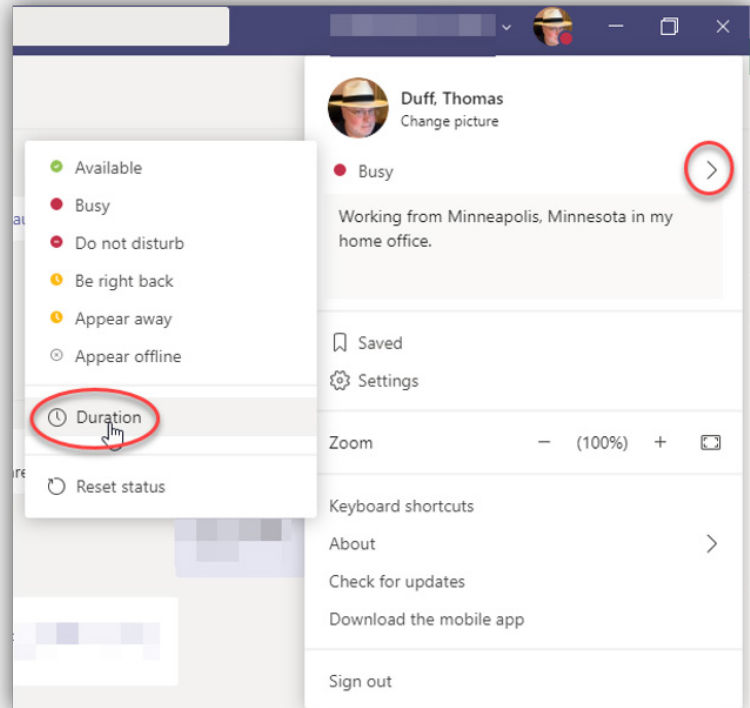 Duff, Thomas
Change picture
Busy
Working from Minneapolis, Minnesota in my
home office.
Available
Busy
Do not disturb
Be right back
Appear away
Appear offline
Duration
Reset status
Saved
Settings
Zoom - (100%) +
Keyboard shortcuts
About
Check for updates
Download the mobile app
Sign out